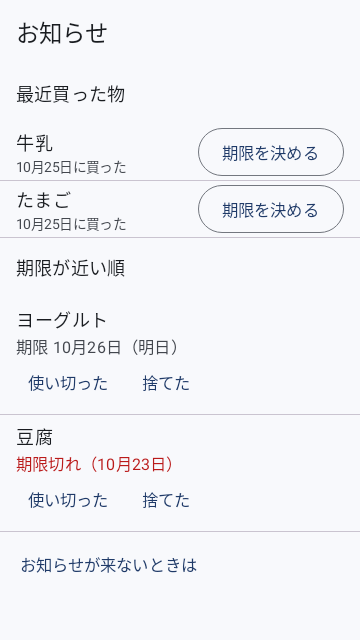 お知らせ
最近買った物
牛乳
10月25日に買った
期限を決める
たまご
10月25日に買った
期限を決める
期限が近い順
ヨーグルト
期限 10月26日（明日）
使い切った 捨てた
豆腐
期限切れ（10月23日）
使い切った 捨てた
お知らせが来ないときは